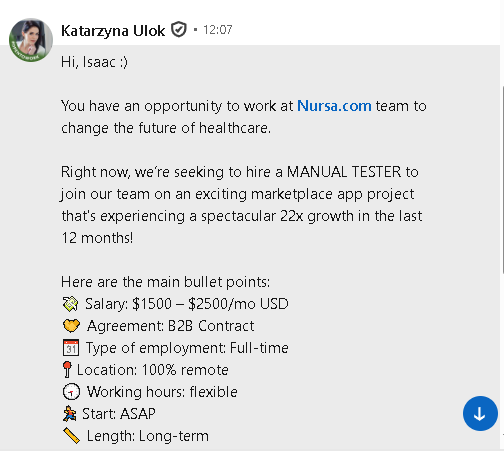 Katarzyna Ulok • 12:07
Hi, Isaac :)
You have an opportunity to work at Nursa.com team to
change the future of healthcare.
Right now, we're seeking to hire a MANUAL TESTER to
join our team on an exciting marketplace app project
that's experiencing a spectacular 22x growth in the last
12 months!
Here are the main bullet points:
💸 Salary: $1500 – $2500/mo USD
🤝 Agreement: B2B Contract
📅 Type of employment: Full-time
📍Location: 100% remote
🕣 Working hours: flexible
🏃 Start: ASAP
📏 Length: Long-term